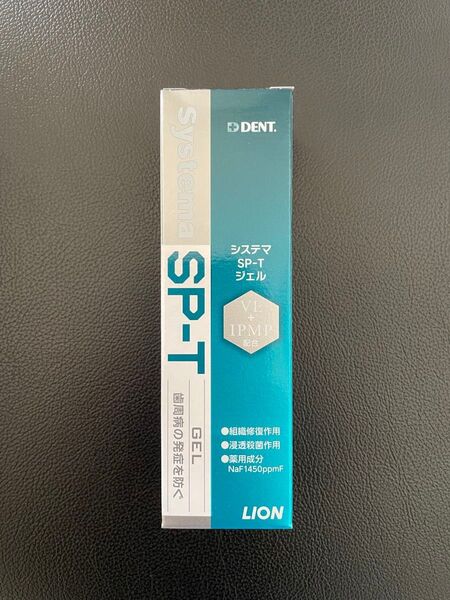 Systema
SP-T
GEL
歯周病の発症を防ぐ
DENT.
システマ
SP-T
ジェル
VE
+
IPMP
配合
●組織修復作用
●浸透殺菌作用
●薬用成分
NaF1450ppmF
LION